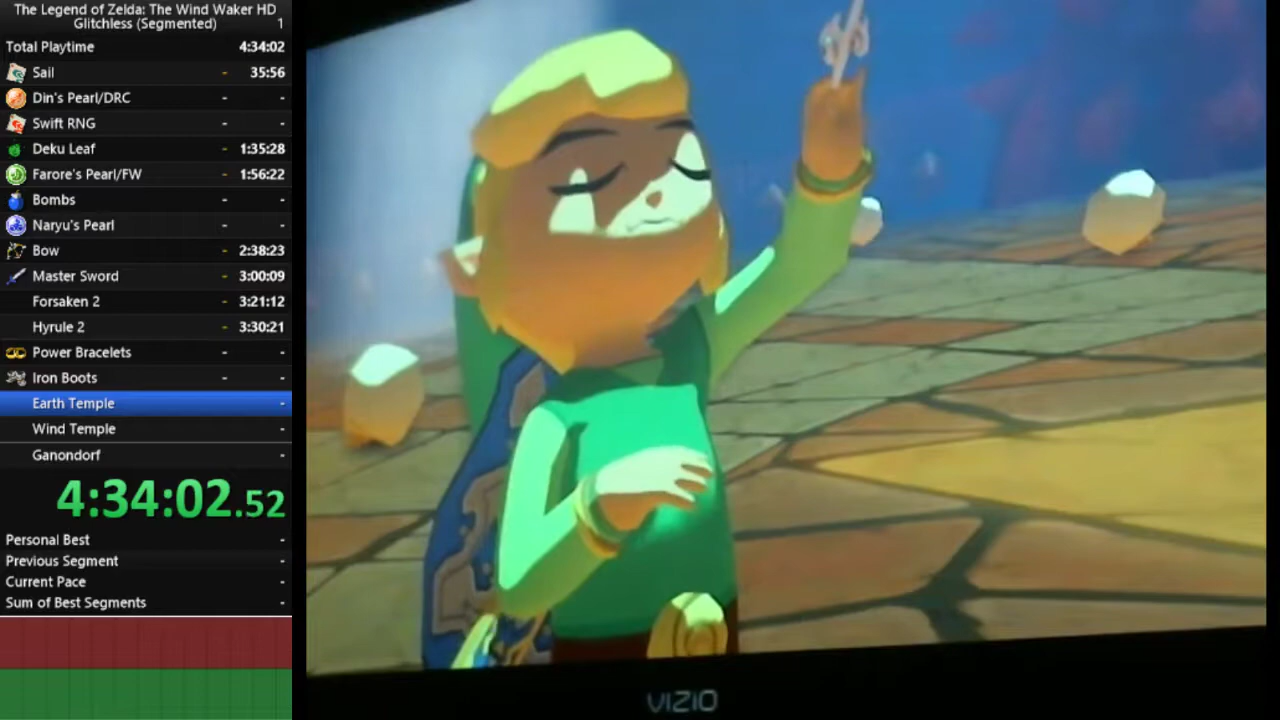 The Legend of Zelda: The Wind Waker HD
Glitchless (Segmented) 1
Total Playtime 4:34:02
Sail - 35:56
Din's Pearl/DRC - -
Swift RNG - -
Deku Leaf - 1:35:28
Farore's Pearl/FW - 1:56:22
Bombs - -
Naryu's Pearl - -
Bow - 2:38:23
Master Sword - 3:00:09
Forsaken 2 - 3:21:12
Hyrule 2 - 3:30:21
Power Bracelets - -
Iron Boots - -
Earth Temple -
Wind Temple -
Ganondorf -
4:34:02.52
Personal Best -
Previous Segment -
Current Pace -
Sum of Best Segments -
VIZIO